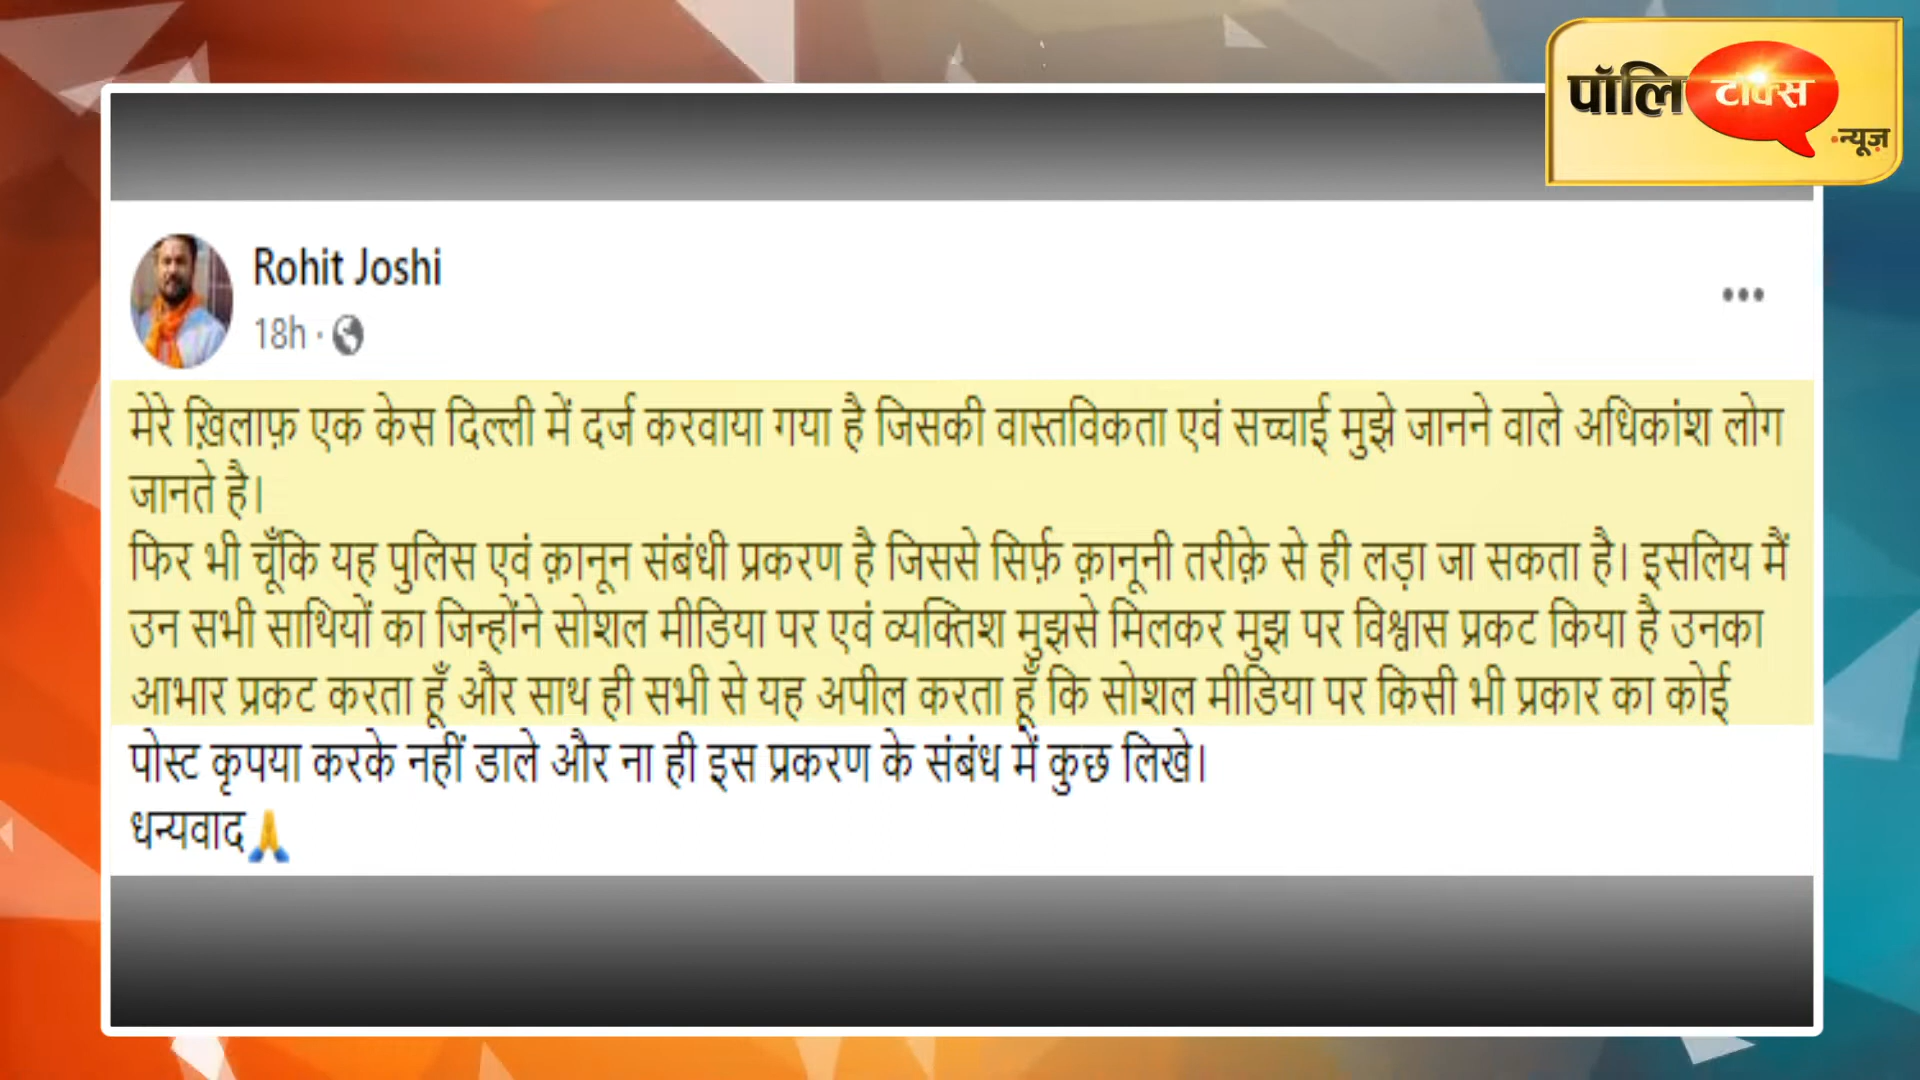 पॉलि टॉक्स
.न्यूज़
Rohit Joshi
18h ·
मेरे ख़िलाफ़ एक केस दिल्ली में दर्ज करवाया गया है जिसकी वास्तविकता एवं सच्चाई मुझे जानने वाले अधिकांश लोग
जानते है।
फिर भी चूँकि यह पुलिस एवं क़ानून संबंधी प्रकरण है जिससे सिर्फ़ क़ानूनी तरीक़े से ही लड़ा जा सकता है। इसलिय मैं
उन सभी साथियों का जिन्होंने सोशल मीडिया पर एवं व्यक्तिश मुझसे मिलकर मुझ पर विश्वास प्रकट किया है उनका
आभार प्रकट करता हूँ और साथ ही सभी से यह अपील करता हूँ कि सोशल मीडिया पर किसी भी प्रकार का कोई
पोस्ट कृपया करके नहीं डाले और ना ही इस प्रकरण के संबंध में कुछ लिखे।
धन्यवाद🙏